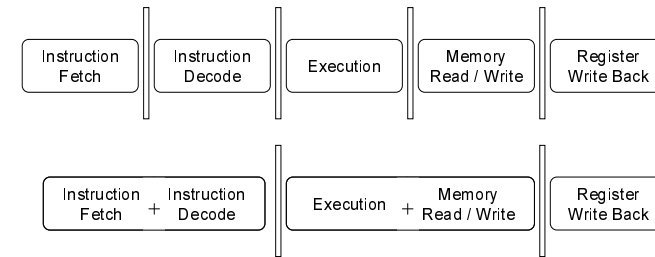 Instruction Fetch
Instruction Decode
Execution
Memory Read / Write
Register Write Back
Instruction Fetch + Instruction Decode
Execution + Memory Read / Write
Register Write Back